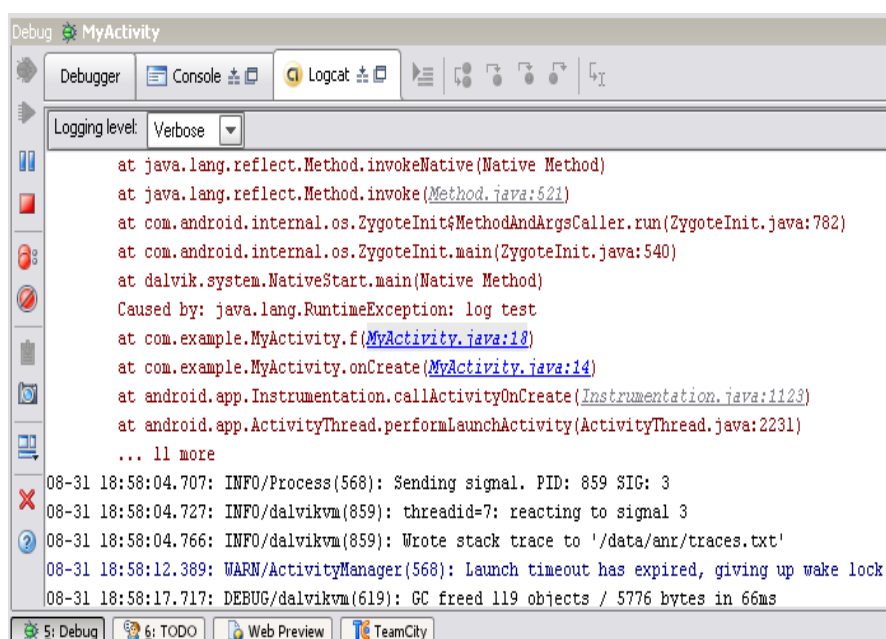 Debug MyActivity
Debugger Console Logcat
Logging level: Verbose
at java.lang.reflect.Method.invokeNative(Native Method)
at java.lang.reflect.Method.invoke(Method.java:521)
at com.android.internal.os.ZygoteInit$MethodAndArgsCaller.run(ZygoteInit.java:782)
at com.android.internal.os.ZygoteInit.main(ZygoteInit.java:540)
at dalvik.system.NativeStart.main(Native Method)
Caused by: java.lang.RuntimeException: log test
at com.example.MyActivity.f(MyActivity.java:18)
at com.example.MyActivity.onCreate(MyActivity.java:14)
at android.app.Instrumentation.callActivityOnCreate(Instrumentation.java:1123)
at android.app.ActivityThread.performLaunchActivity(ActivityThread.java:2231)
... 11 more
08-31 18:58:04.707: INFO/Process(568): Sending signal. PID: 859 SIG: 3
08-31 18:58:04.727: INFO/dalvikvm(859): threadid=7: reacting to signal 3
08-31 18:58:04.766: INFO/dalvikvm(859): Wrote stack trace to '/data/anr/traces.txt'
08-31 18:58:12.389: WARN/ActivityManager(568): Launch timeout has expired, giving up wake lock
08-31 18:58:17.717: DEBUG/dalvikvm(619): GC freed 119 objects / 5776 bytes in 66ms
5: Debug 6: TODO Web Preview TeamCity